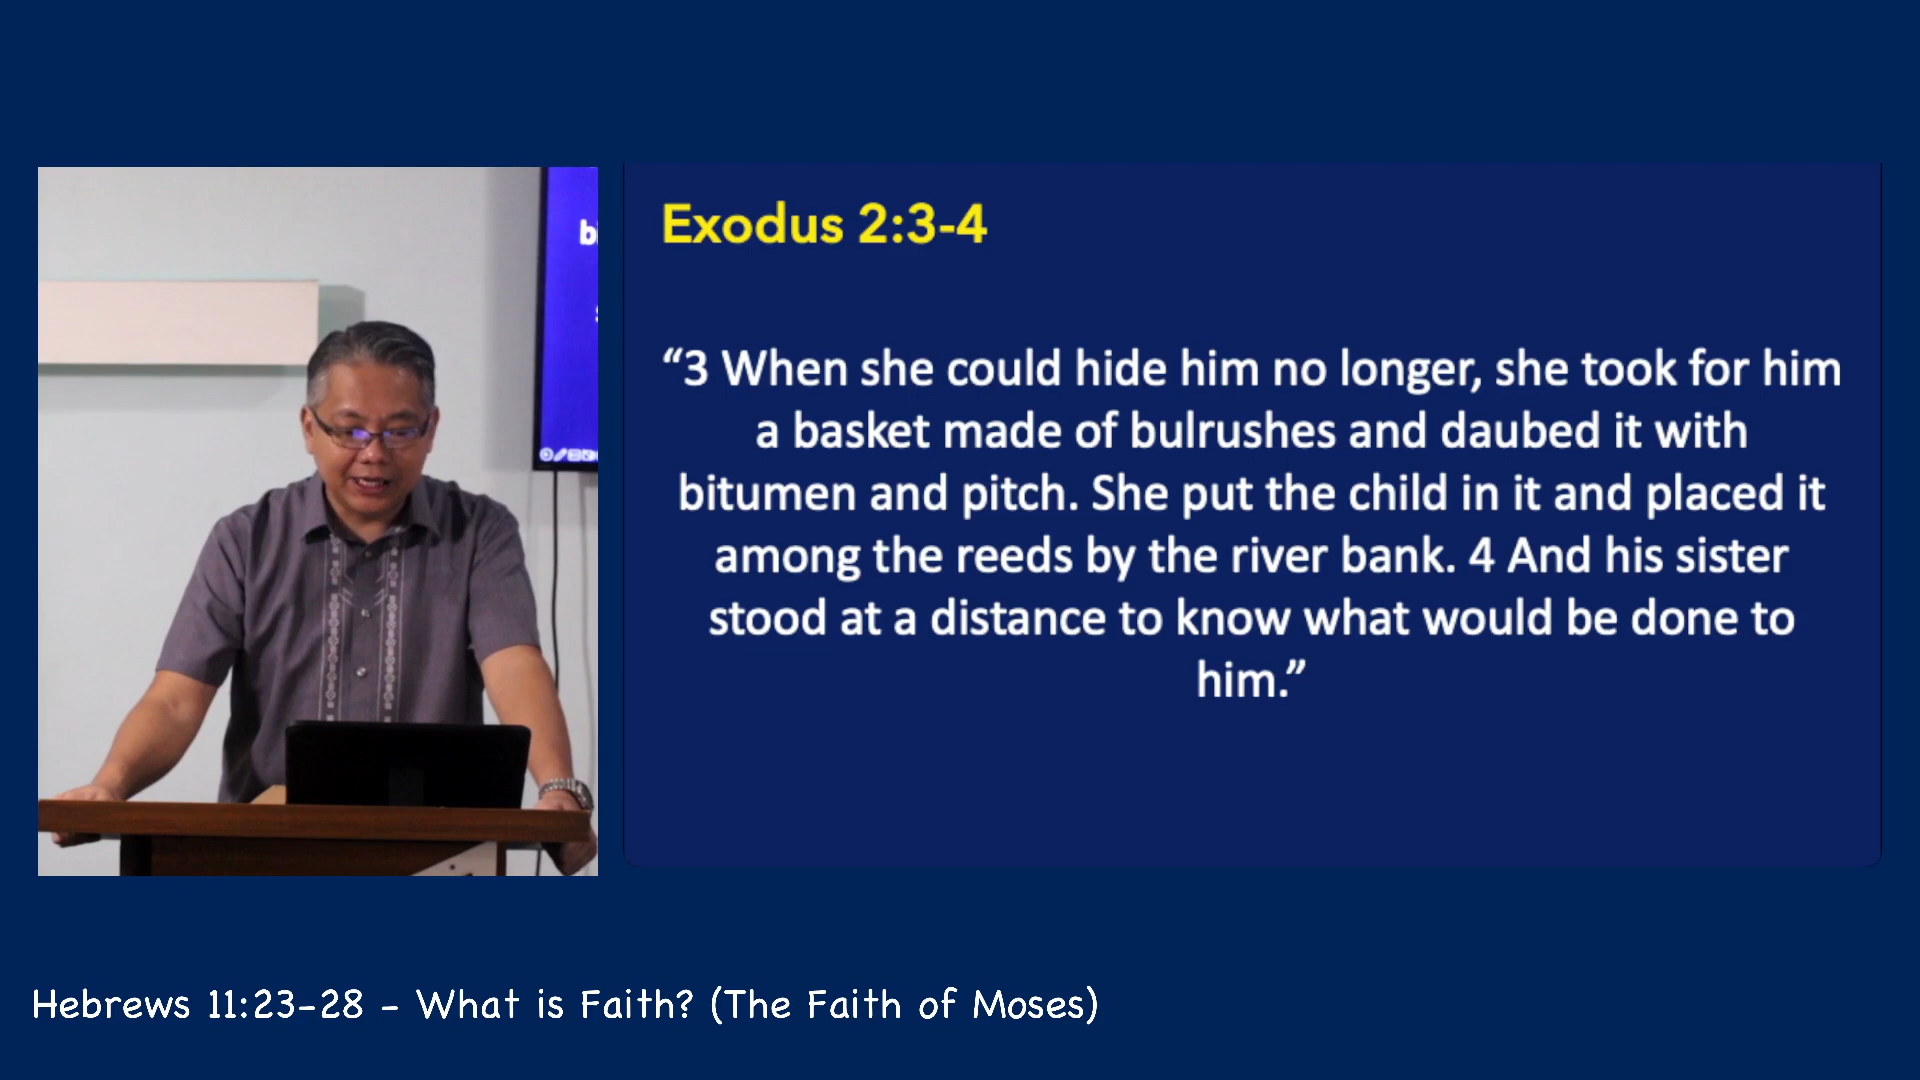 b
Exodus 2:3-4
“3 When she could hide him no longer, she took for him
a basket made of bulrushes and daubed it with
bitumen and pitch. She put the child in it and placed it
among the reeds by the river bank. 4 And his sister
stood at a distance to know what would be done to
him.”
Hebrews 11:23-28 - What is Faith? (The Faith of Moses)